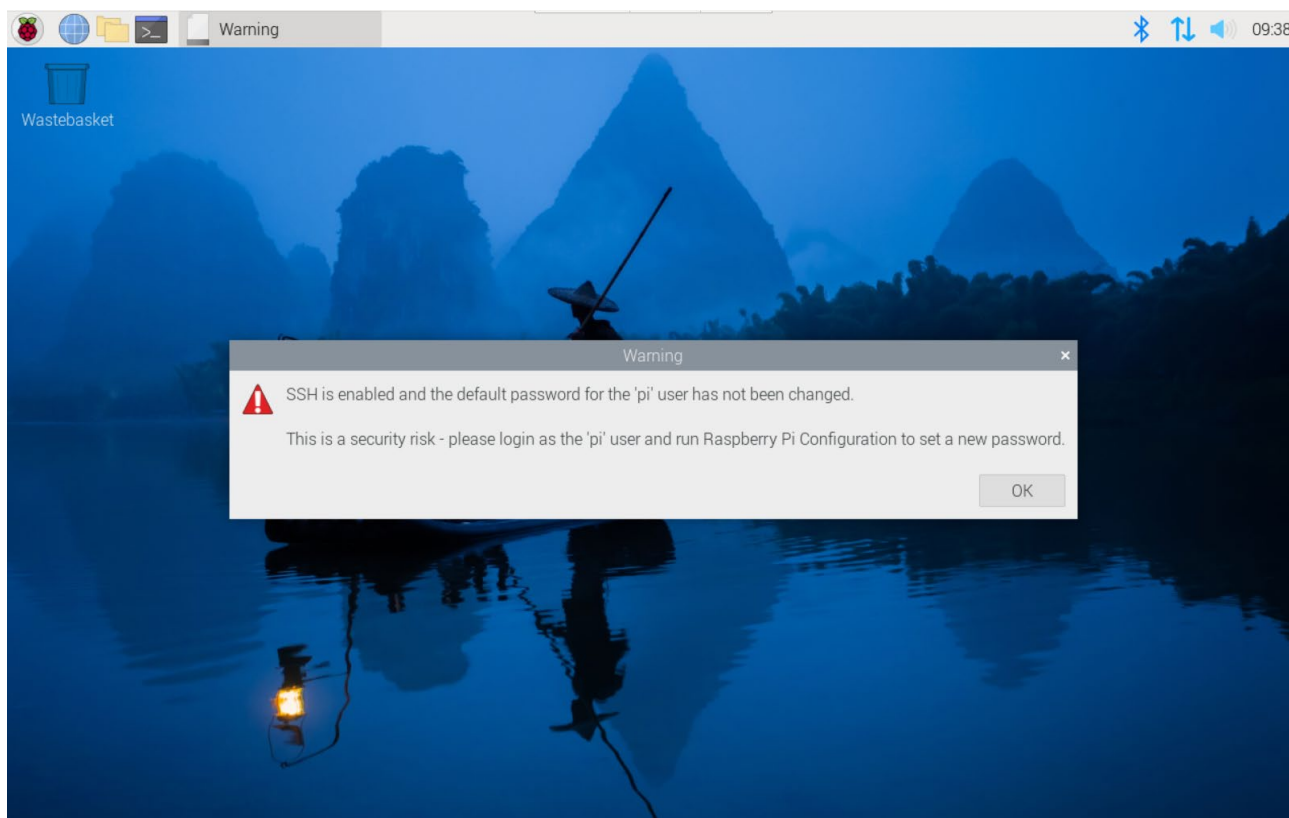 Warning
09:38
Wastebasket
Warning
SSH is enabled and the default password for the 'pi' user has not been changed.
This is a security risk - please login as the 'pi' user and run Raspberry Pi Configuration to set a new password.
OK